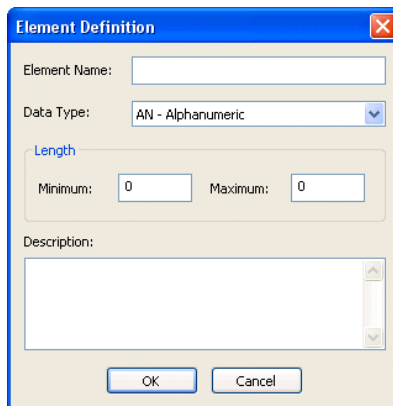 Element Definition
Element Name:
Data Type: AN - Alphanumeric
Length
Minimum: 0 Maximum: 0
Description:
OK Cancel